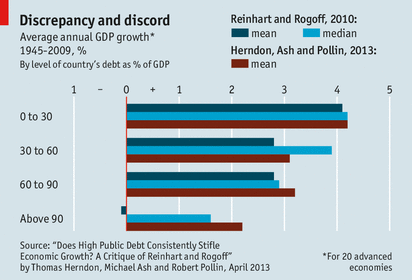 Discrepancy and discord
Average annual GDP growth*
1945-2009, %
By level of country's debt as % of GDP
Reinhart and Rogoff, 2010:
mean median
Herndon, Ash and Pollin, 2013:
mean
1 – 0 + 1 2 3 4 5
0 to 30
30 to 60
60 to 90
Above 90
Source: "Does High Public Debt Consistently Stifle
Economic Growth? A Critique of Reinhart and Rogoff"
by Thomas Herndon, Michael Ash and Robert Pollin, April 2013
*For 20 advanced
economies